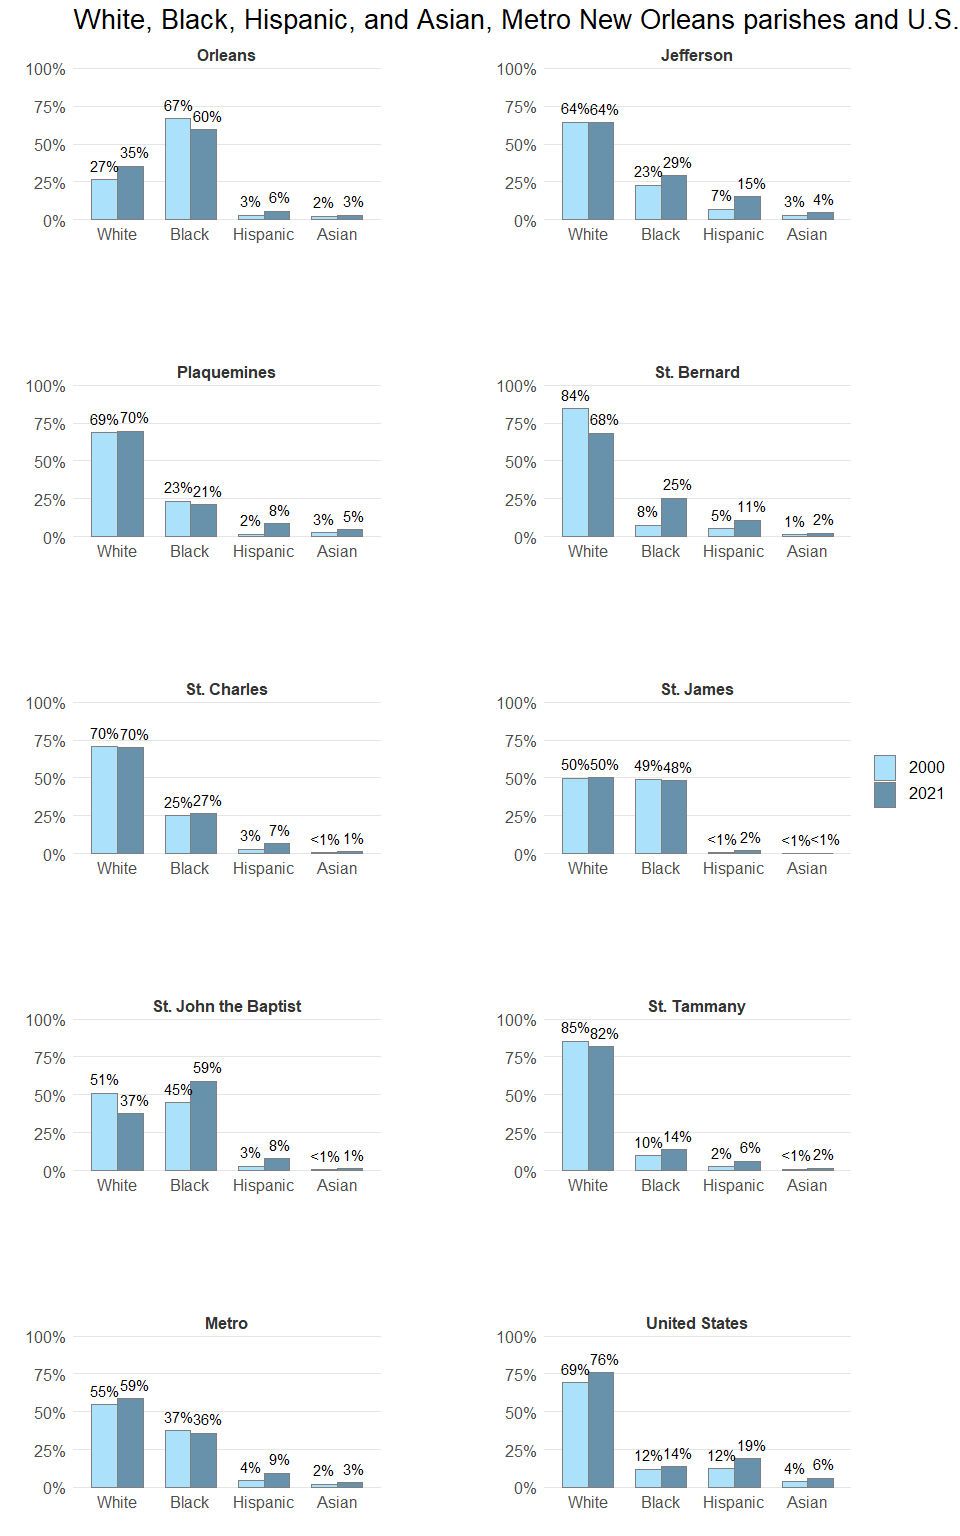 White, Black, Hispanic, and Asian, Metro New Orleans parishes and U.S.
Orleans
100%
75%
50%
25%
0%
27%
35%
67%
60%
3%
6%
2%
3%
White
Black
Hispanic
Asian
Jefferson
100%
75%
50%
25%
0%
64%
64%
23%
29%
7%
15%
3%
4%
White
Black
Hispanic
Asian
Plaquemines
100%
75%
50%
25%
0%
69%
70%
23%
21%
2%
8%
3%
5%
White
Black
Hispanic
Asian
St. Bernard
100%
75%
50%
25%
0%
84%
68%
8%
25%
5%
11%
1%
2%
White
Black
Hispanic
Asian
St. Charles
100%
75%
50%
25%
0%
70%
70%
25%
27%
3%
7%
<1%
1%
White
Black
Hispanic
Asian
St. James
100%
75%
50%
25%
0%
50%
50%
49%
48%
<1%
2%
<1%
<1%
White
Black
Hispanic
Asian
2000
2021
St. John the Baptist
100%
75%
50%
25%
0%
51%
37%
45%
59%
3%
8%
<1%
1%
White
Black
Hispanic
Asian
St. Tammany
100%
75%
50%
25%
0%
85%
82%
10%
14%
2%
6%
<1%
2%
White
Black
Hispanic
Asian
Metro
100%
75%
50%
25%
0%
55%
59%
37%
36%
4%
9%
2%
3%
White
Black
Hispanic
Asian
United States
100%
75%
50%
25%
0%
69%
76%
12%
14%
12%
19%
4%
6%
White
Black
Hispanic
Asian